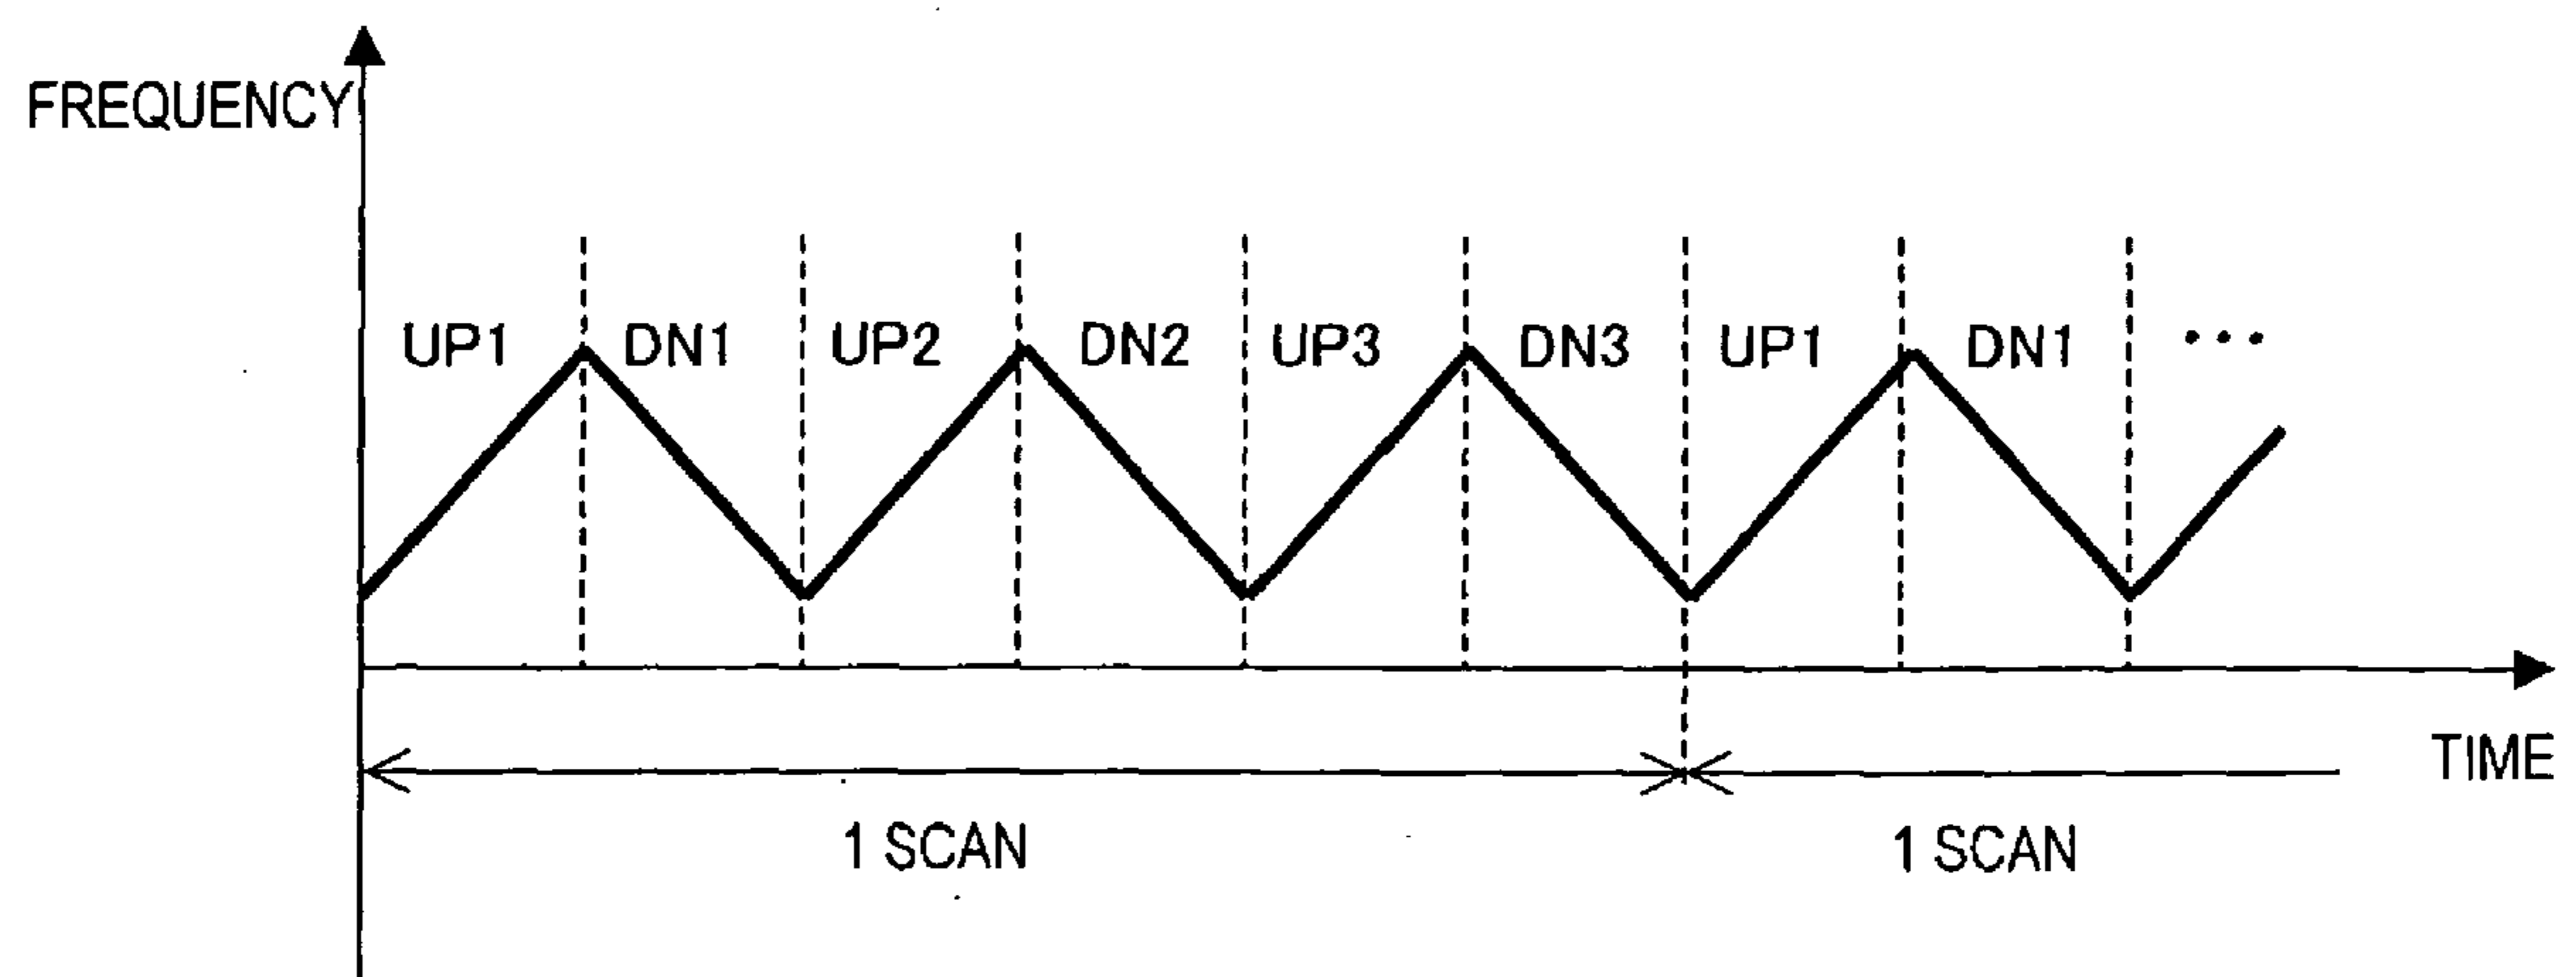 FREQUENCY
UP1 DN1 UP2 DN2 UP3 DN3 UP1 DN1 ...
TIME
1 SCAN 1 SCAN